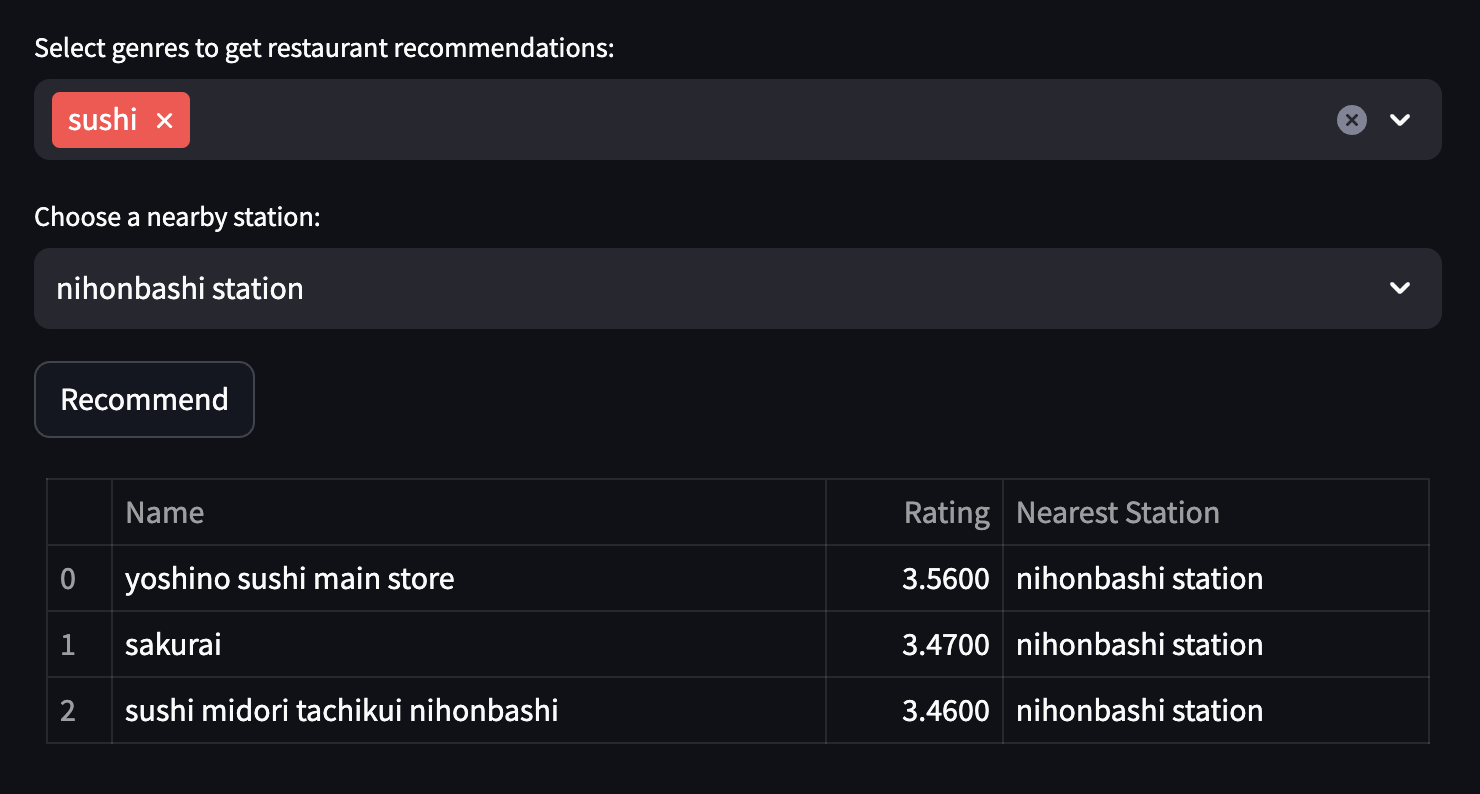 Select genres to get restaurant recommendations:
sushi
Choose a nearby station:
nihonbashi station
Recommend
Name Rating Nearest Station
0 yoshino sushi main store 3.5600 nihonbashi station
1 sakurai 3.4700 nihonbashi station
2 sushi midori tachikui nihonbashi 3.4600 nihonbashi station